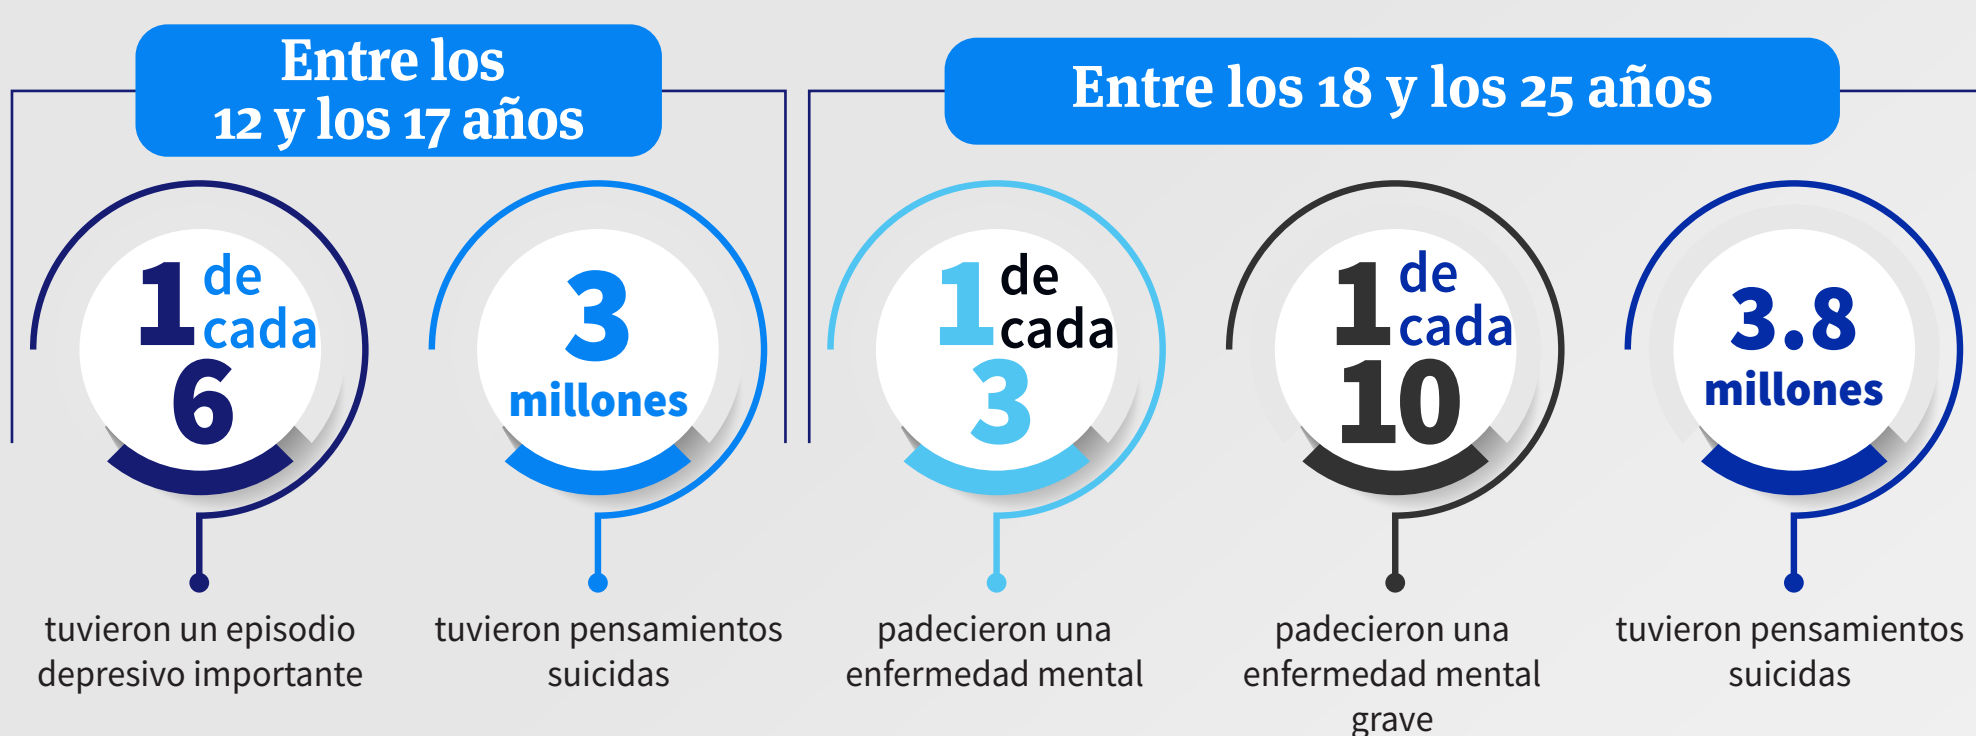 Entre los
12 y los 17 años
1 de
cada
6
tuvieron un episodio
depresivo importante
3
millones
tuvieron pensamientos
suicidas
Entre los 18 y los 25 años
1 de
cada
3
padecieron una
enfermedad mental
1 de
cada
10
padecieron una
enfermedad mental
grave
3.8
millones
tuvieron pensamientos
suicidas